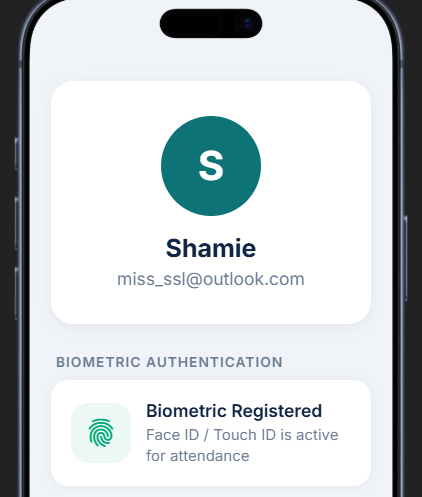 S
Shamie
miss_ssl@outlook.com
BIOMETRIC AUTHENTICATION
Biometric Registered
Face ID / Touch ID is active
for attendance